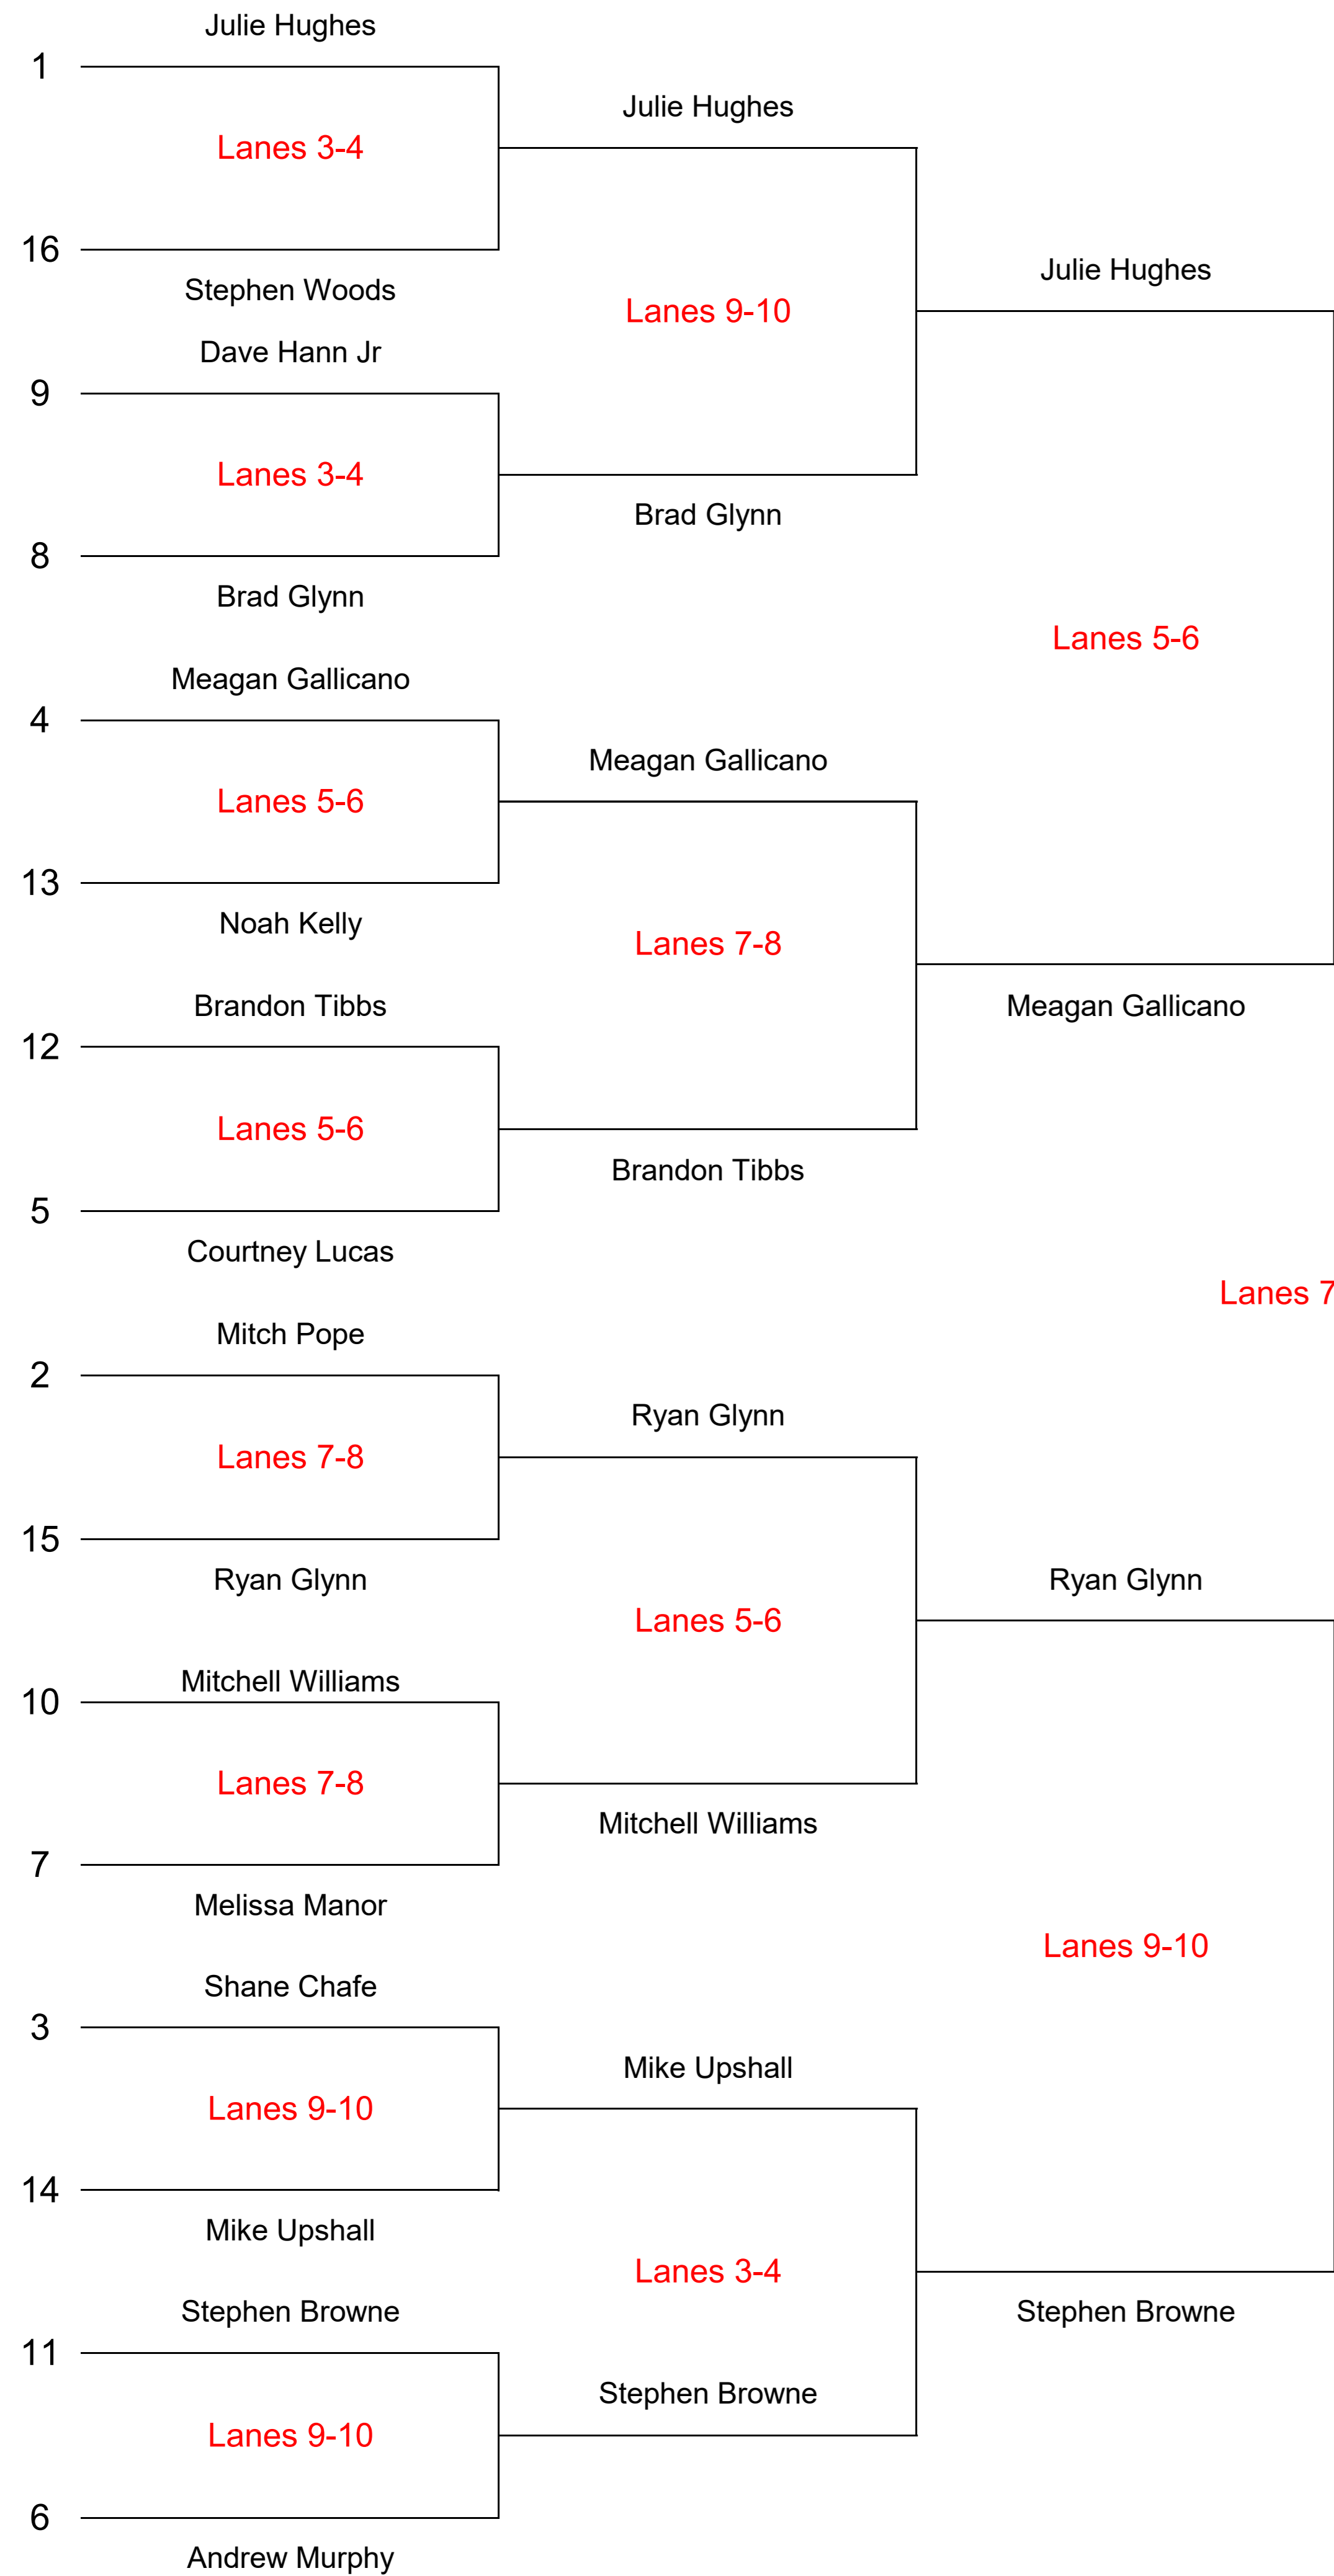 Julie Hughes
1
Julie Hughes
Lanes 3-4
16
Julie Hughes
Stephen Woods
Lanes 9-10
Dave Hann Jr
9
Lanes 3-4
Brad Glynn
8
Brad Glynn
Lanes 5-6
Meagan Gallicano
4
Meagan Gallicano
Lanes 5-6
13
Noah Kelly
Lanes 7-8
Brandon Tibbs
Meagan Gallicano
12
Lanes 5-6
Brandon Tibbs
5
Courtney Lucas
Lanes 7
Mitch Pope
2
Ryan Glynn
Lanes 7-8
15
Ryan Glynn
Ryan Glynn
Lanes 5-6
Mitchell Williams
10
Lanes 7-8
Mitchell Williams
7
Melissa Manor
Lanes 9-10
Shane Chafe
3
Mike Upshall
Lanes 9-10
14
Mike Upshall
Lanes 3-4
Stephen Browne
Stephen Browne
11
Stephen Browne
Lanes 9-10
6
Andrew Murphy